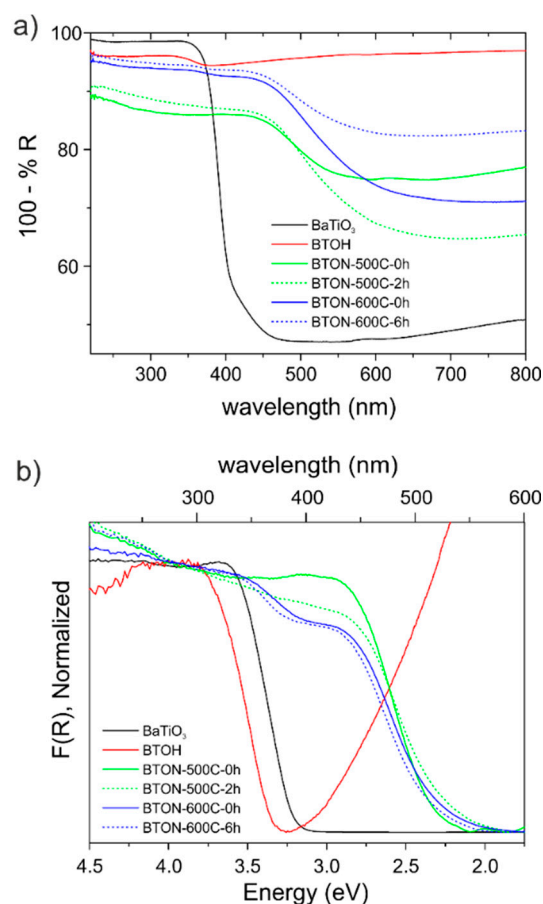 a)
100
80
60
100 - % R
BaTiO₃
BTOH
BTON-500C-0h
BTON-500C-2h
BTON-600C-0h
BTON-600C-6h
300 400 500 600 700 800
wavelength (nm)
b)
wavelength (nm)
300 400 500 600
F(R), Normalized
BaTiO₃
BTOH
BTON-500C-0h
BTON-500C-2h
BTON-600C-0h
BTON-600C-6h
4.5 4.0 3.5 3.0 2.5 2.0
Energy (eV)